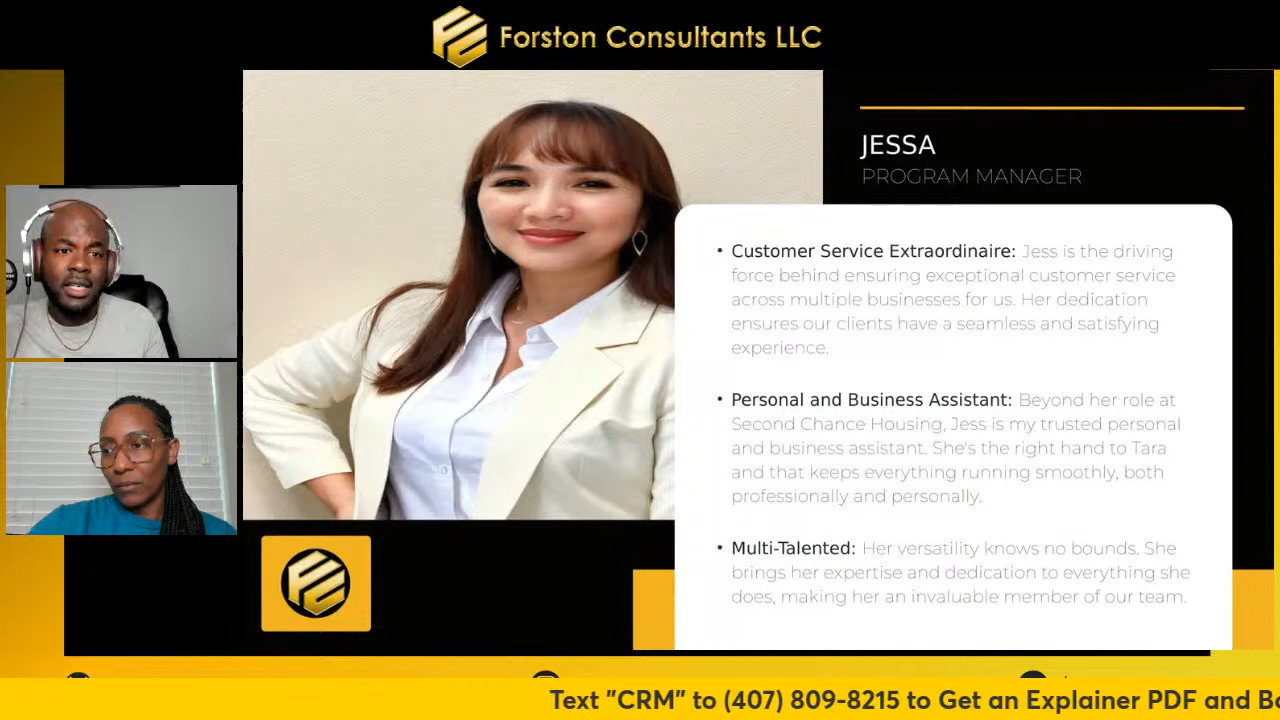 Forston Consultants LLC
JESSA
PROGRAM MANAGER
• Customer Service Extraordinaire: Jess is the driving
force behind ensuring exceptional customer service
across multiple businesses for us. Her dedication
ensures our clients have a seamless and satisfying
experience.
• Personal and Business Assistant: Beyond her role at
Second Chance Housing, Jess is my trusted personal
and business assistant. She's the right hand to Tara
and that keeps everything running smoothly, both
professionally and personally.
• Multi-Talented: Her versatility knows no bounds. She
brings her expertise and dedication to everything she
does, making her an invaluable member of our team.
Text "CRM" to (407) 809-8215 to Get an Explainer PDF and